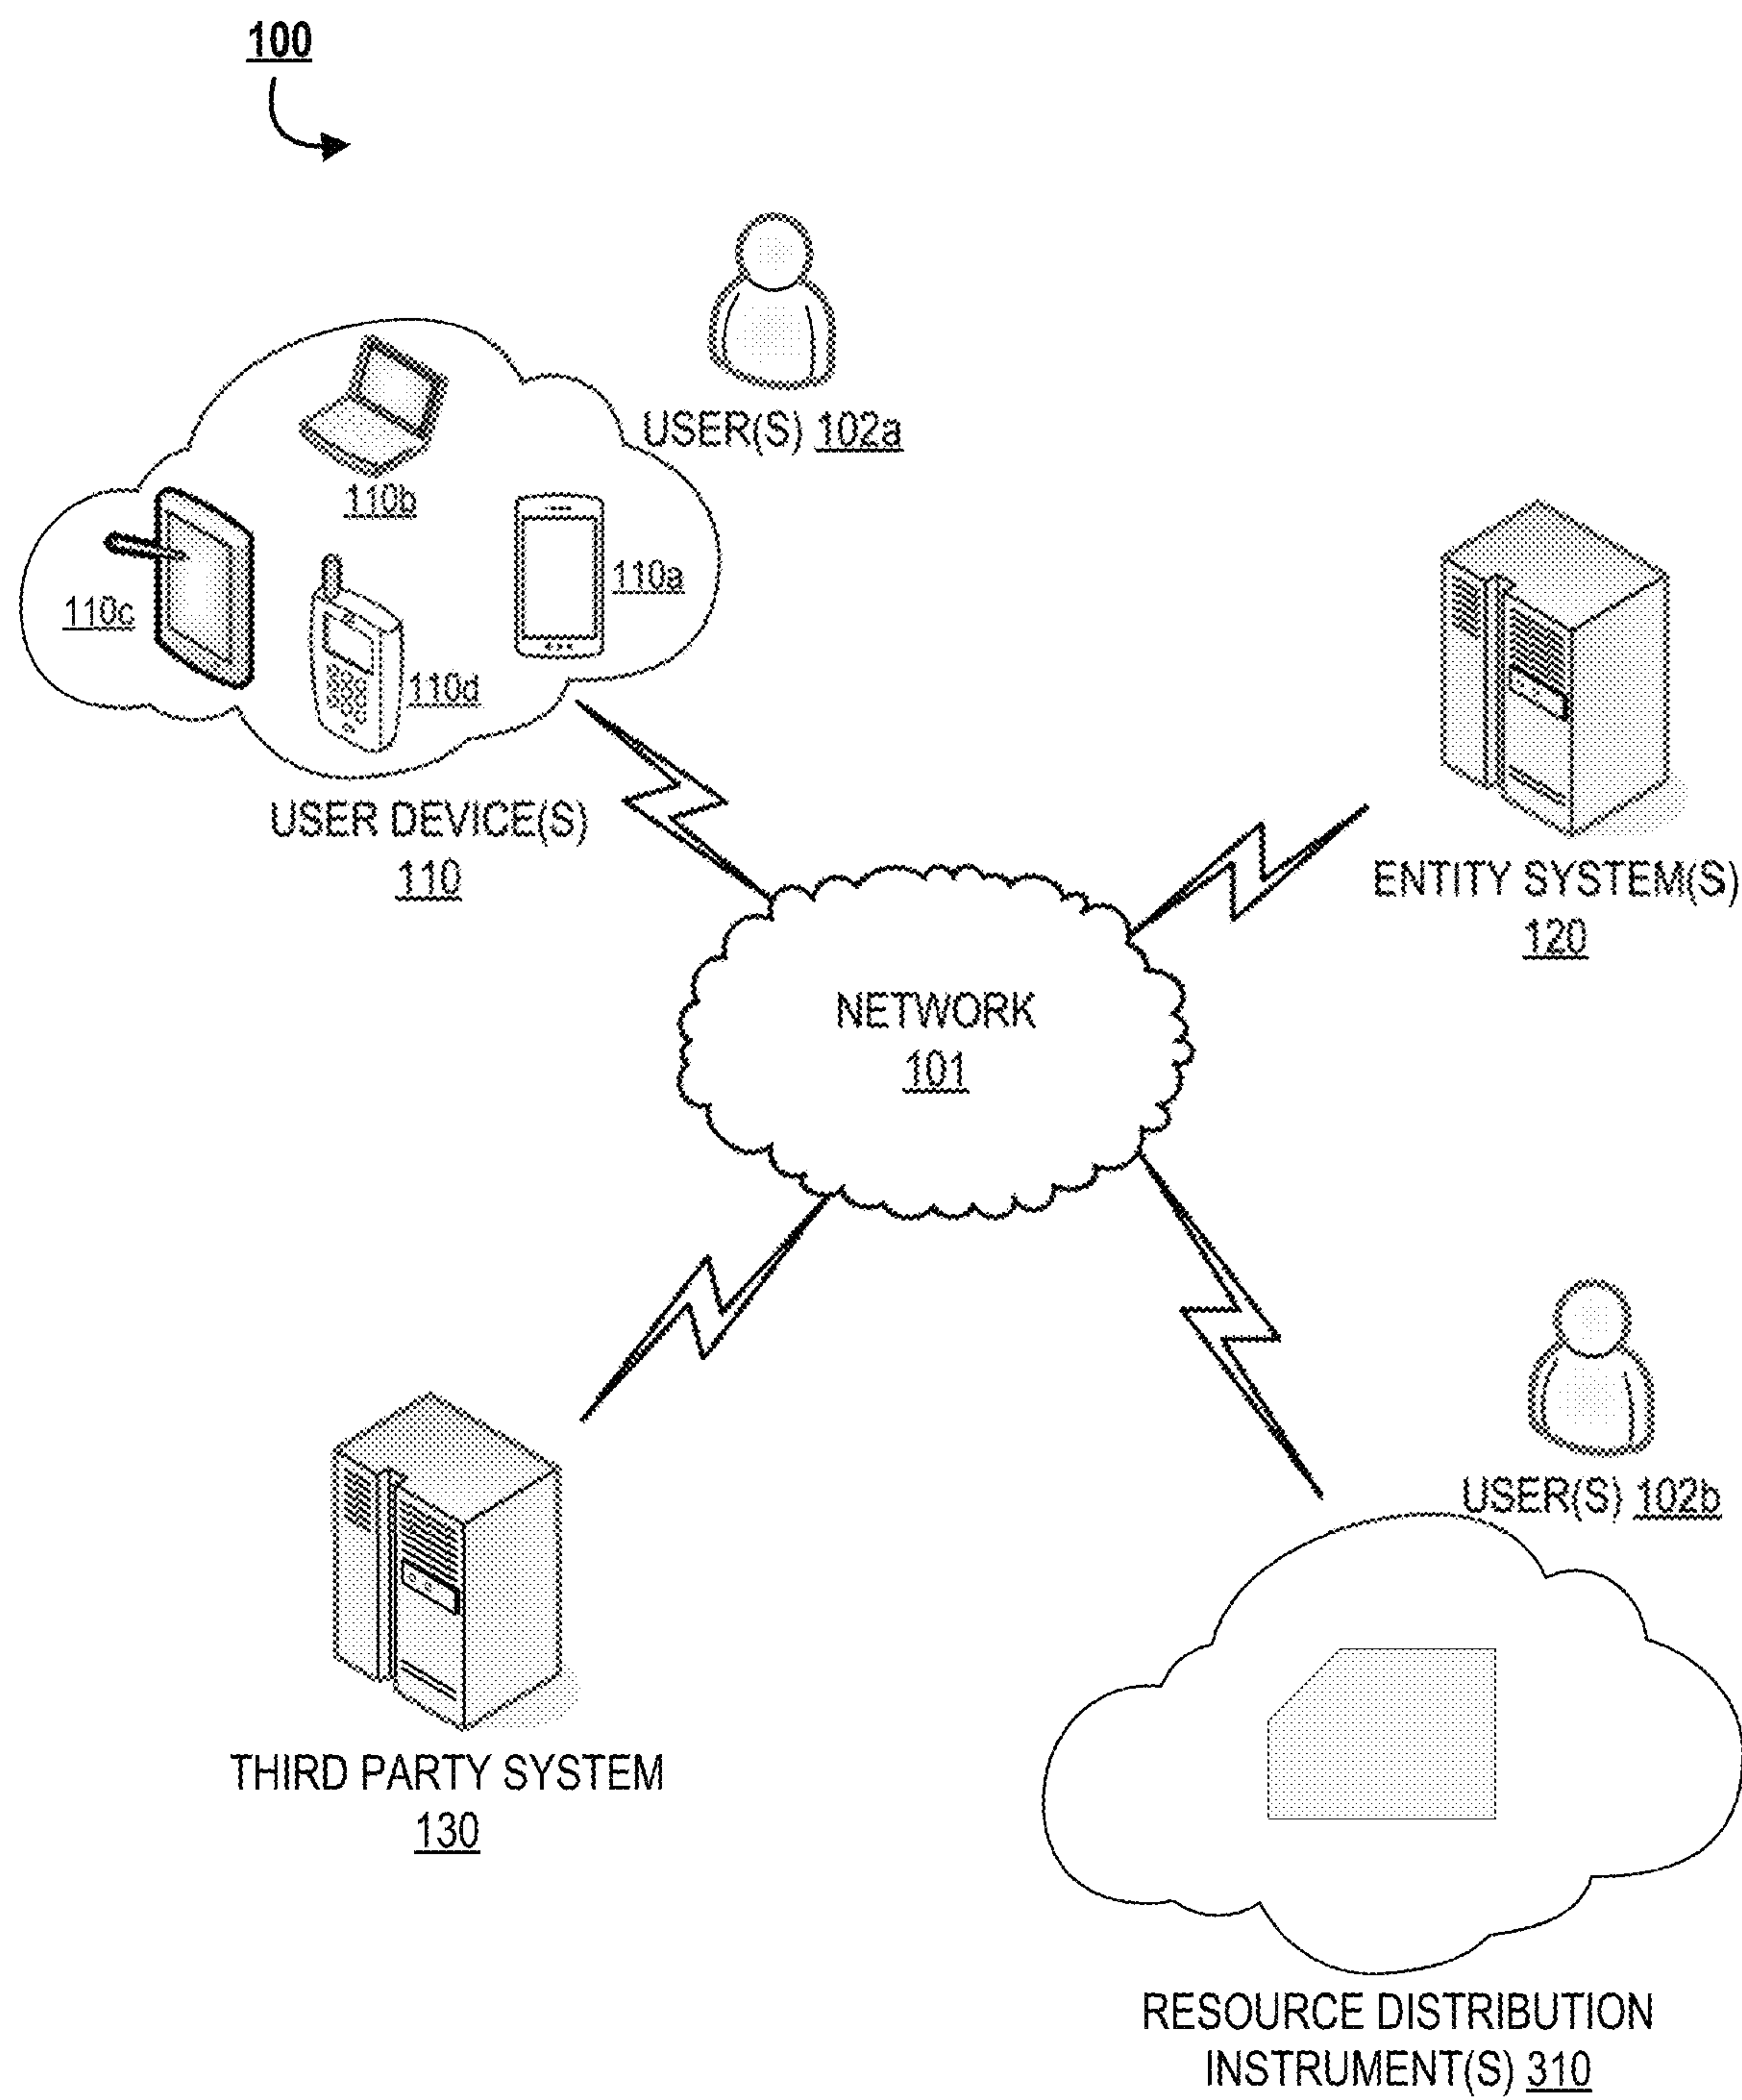 100
USER(S) 102a
110b
110a
110c
110d
USER DEVICE(S)
110
ENTITY SYSTEM(S)
120
NETWORK
101
USER(S) 102b
THIRD PARTY SYSTEM
130
RESOURCE DISTRIBUTION
INSTRUMENT(S) 310